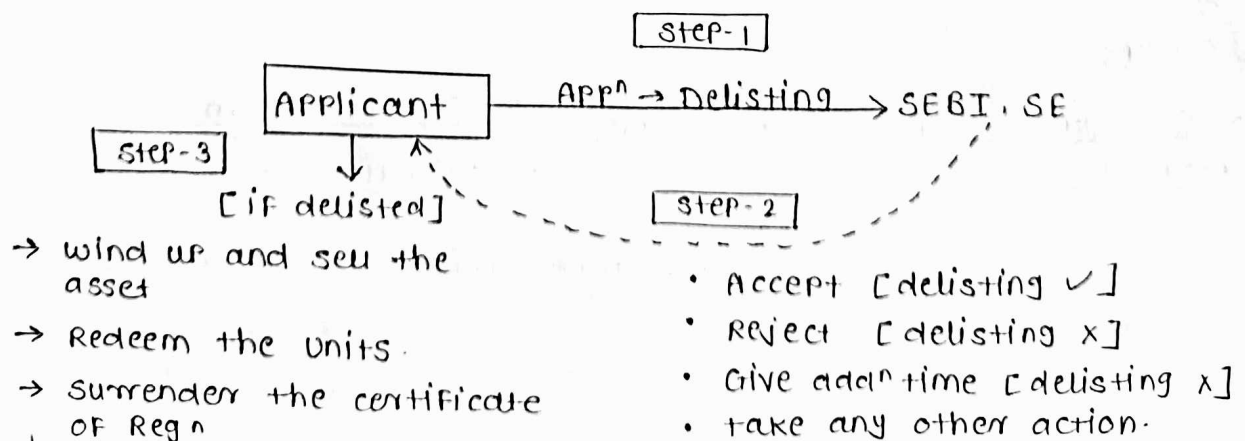 Step-1
Applicant
APPⁿ → Delisting → SEBI, SE
Step-3
[if delisted]
Step-2
→ wind up and sell the
asset
→ Redeem the units.
→ Surrender the certificate
OF Regn
• Accept [delisting ✓]
• Reject [delisting x]
• Give addⁿ time [delisting x]
• take any other action.